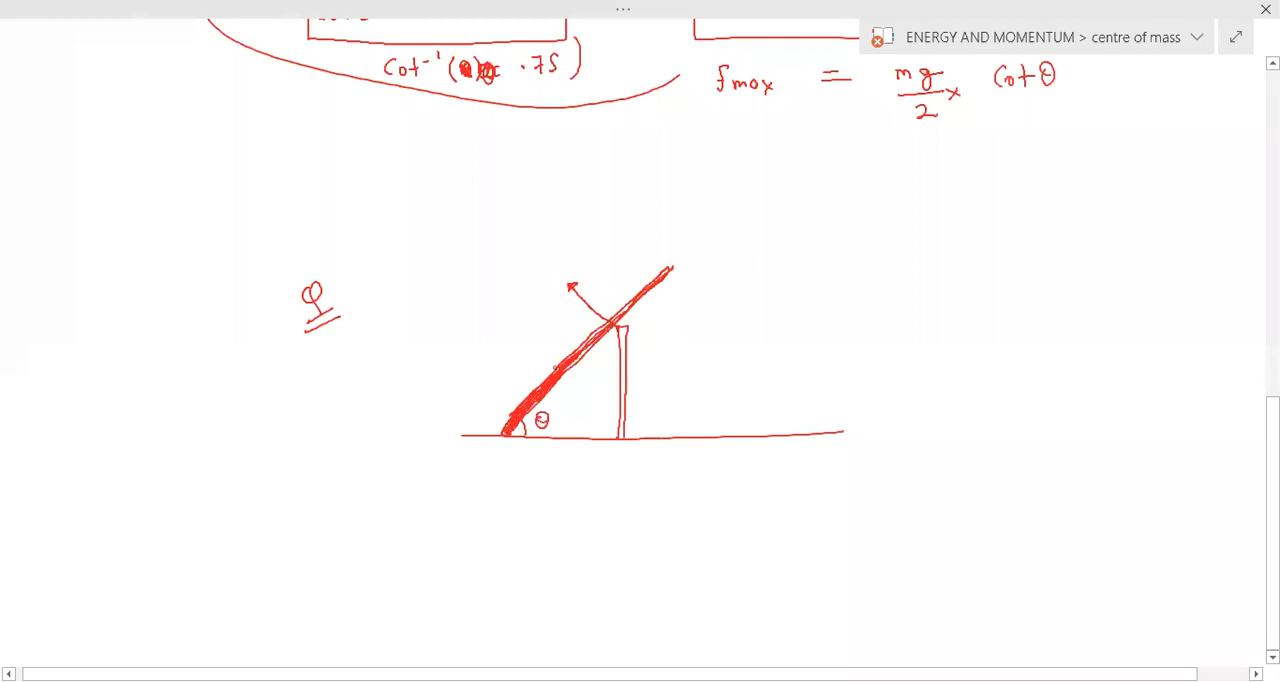 ENERGY AND MOMENTUM > centre of mass
cot⁻¹( .75 )
fmax = mg/2 × cotθ
Q
θ